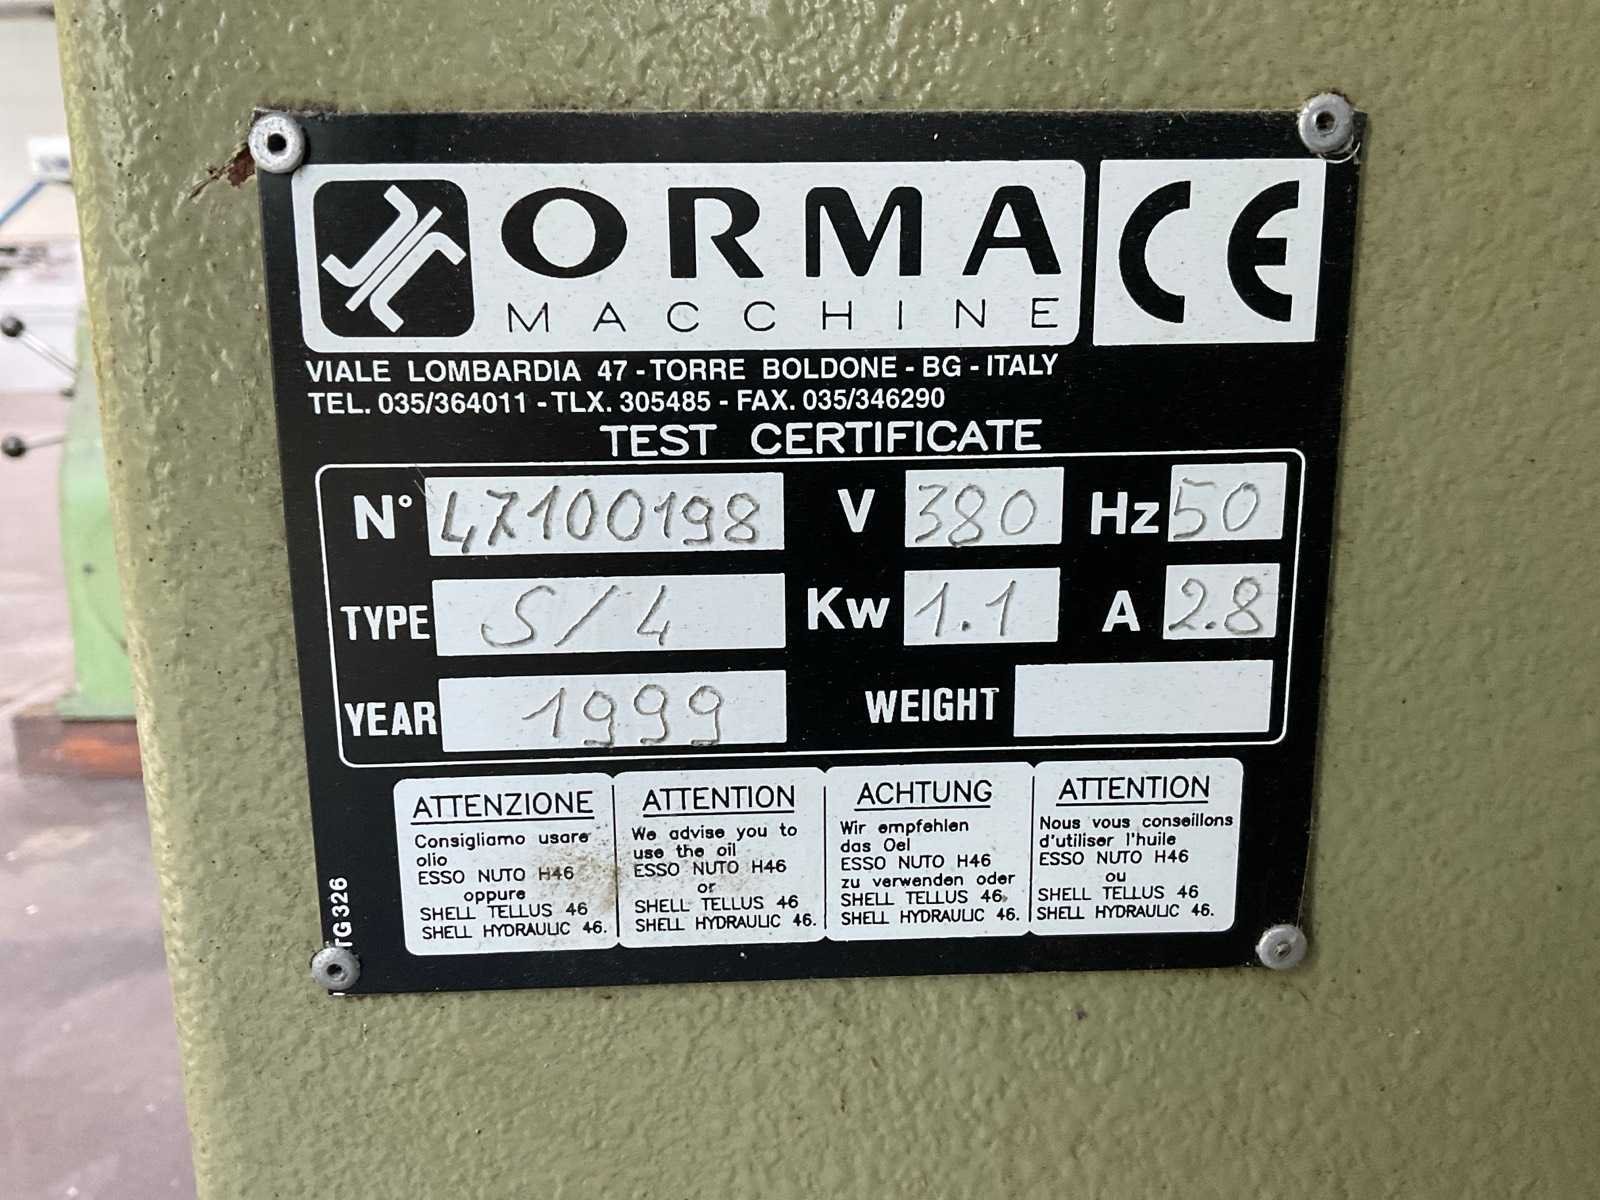 ORMA CE
MACCHINE
VIALE LOMBARDIA 47 - TORRE BOLDONE - BG - ITALY
TEL. 035/364011 - TLX. 305485 - FAX. 035/346290
TEST CERTIFICATE
N° 47100198 V 380 Hz 50
TYPE S/4 Kw 1.1 A 2.8
YEAR 1999 WEIGHT
ATTENZIONE
Consigliamo usare
olio
ESSO NUTO H46
oppure
SHELL TELLUS 46
SHELL HYDRAULIC 46.
ATTENTION
We advise you to
use the oil
ESSO NUTO H46
or
SHELL TELLUS 46
SHELL HYDRAULIC 46.
ACHTUNG
Wir empfehlen
das Oel
ESSO NUTO H46
zu verwenden oder
SHELL TELLUS 46.
SHELL HYDRAULIC 46.
ATTENTION
Nous vous conseillons
d'utiliser l'huile
ESSO NUTO H46
ou
SHELL TELLUS 46
SHELL HYDRAULIC 46.
TG 326